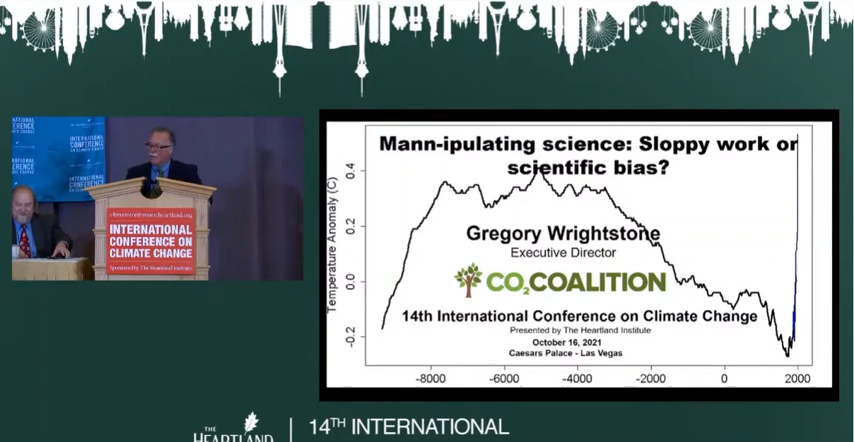 Mann-ipulating science: Sloppy work or
scientific bias?
Gregory Wrightstone
Executive Director
CO2COALITION
14th International Conference on Climate Change
Presented by The Heartland Institute
October 16, 2021
Caesars Palace - Las Vegas
Temperature Anomaly (C)
0.4
0.2
0.0
-0.2
-8000
-6000
-4000
-2000
0
2000
INTERNATIONAL
CONFERENCE
INTERNATIONAL
CONFERENCE ON
CLIMATE CHANGE
Sponsored by The Heartland Institute
THE
HEARTLAND
14TH INTERNATIONAL